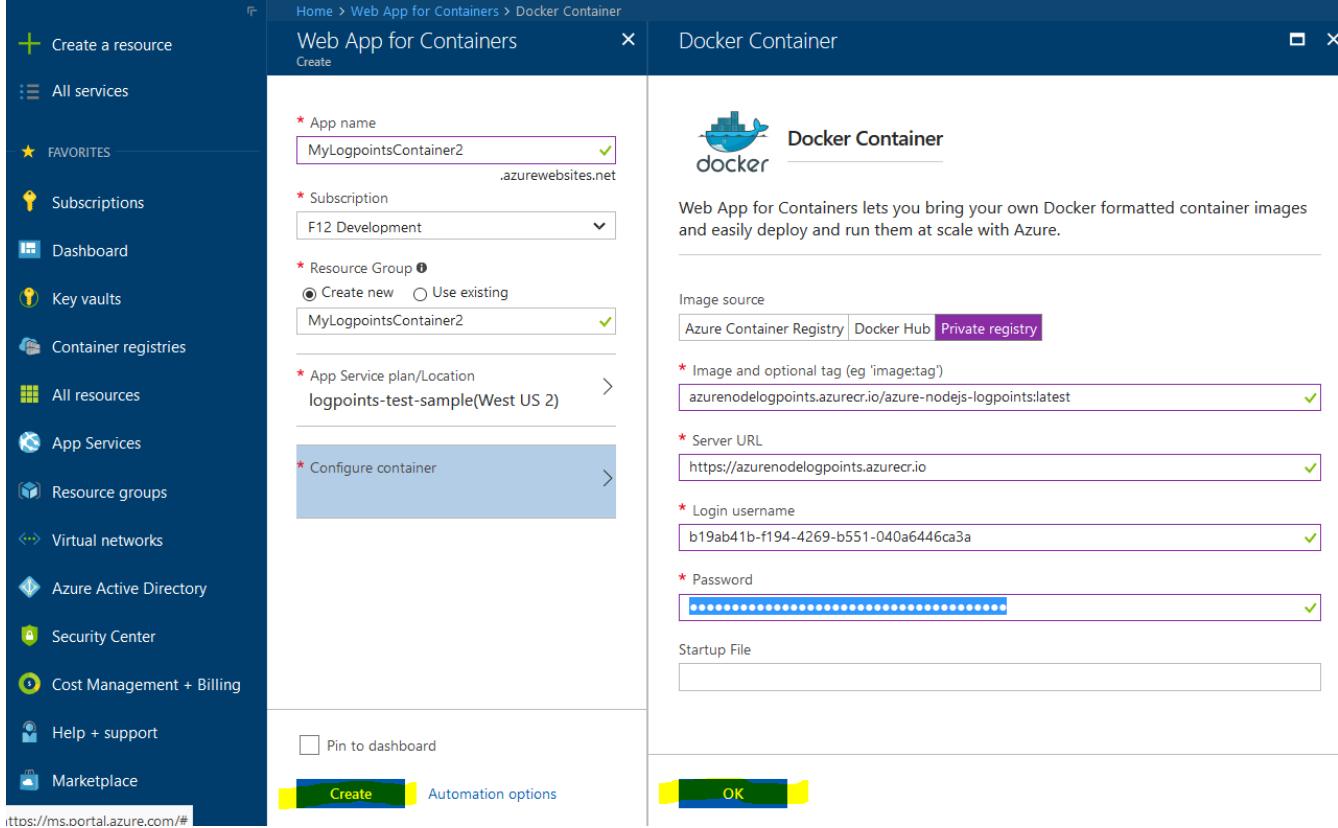 Home > Web App for Containers > Docker Container
Create a resource
All services
FAVORITES
Subscriptions
Dashboard
Key vaults
Container registries
All resources
App Services
Resource groups
Virtual networks
Azure Active Directory
Security Center
Cost Management + Billing
Help + support
Marketplace
ttps://ms.portal.azure.com/#
Web App for Containers
Create
* App name
MyLogpointsContainer2
.azurewebsites.net
* Subscription
F12 Development
* Resource Group
Create new Use existing
MyLogpointsContainer2
* App Service plan/Location
logpoints-test-sample(West US 2)
* Configure container
Pin to dashboard
Create Automation options
Docker Container
docker
Docker Container
Web App for Containers lets you bring your own Docker formatted container images
and easily deploy and run them at scale with Azure.
Image source
Azure Container Registry Docker Hub Private registry
* Image and optional tag (eg 'image:tag')
azurenodelogpoints.azurecr.io/azure-nodejs-logpoints:latest
* Server URL
https://azurenodelogpoints.azurecr.io
* Login username
b19ab41b-f194-4269-b551-040a6446ca3a
* Password
Startup File
OK